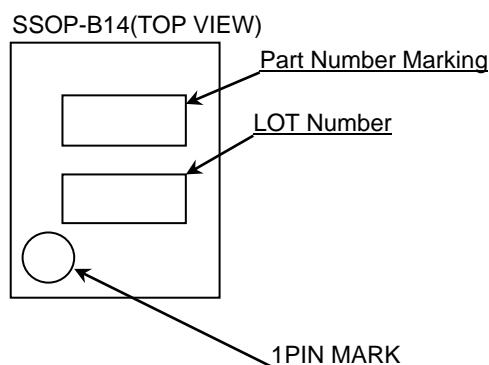 SSOP-B14(TOP VIEW)
Part Number Marking
LOT Number
1PIN MARK